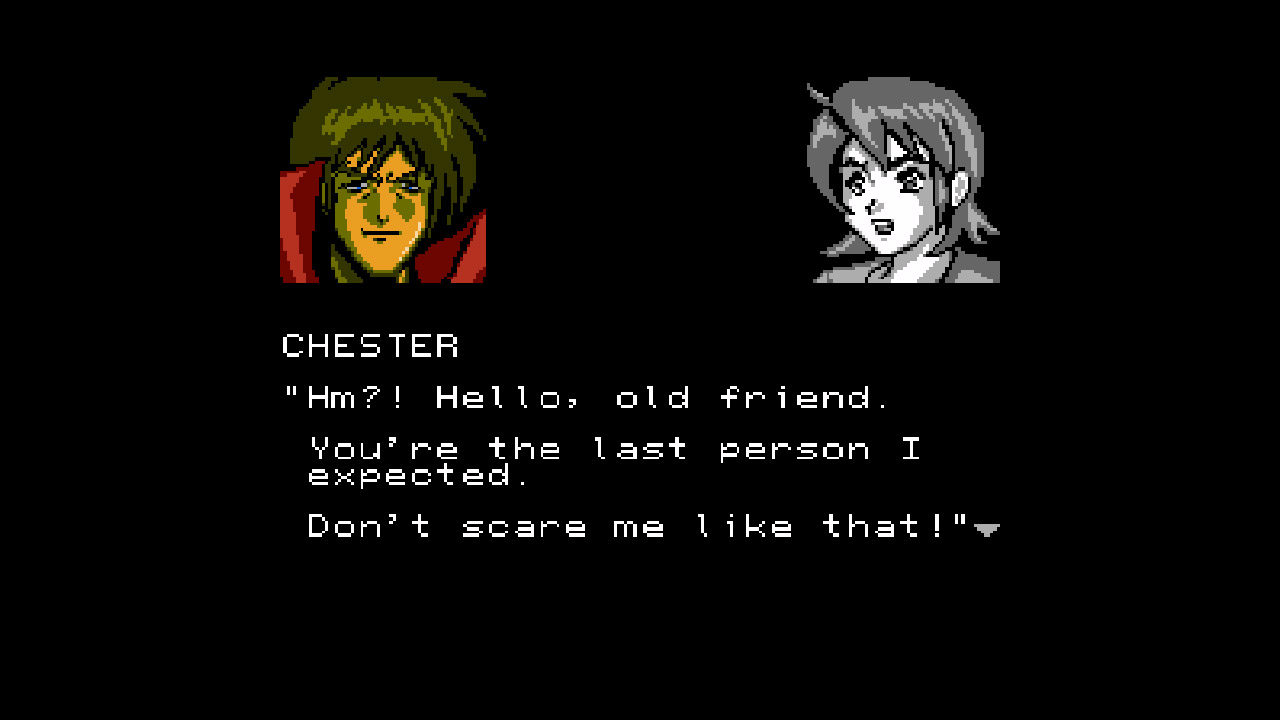 CHESTER
"Hm?! Hello, old friend.
You're the last person I
expected.
Don't scare me like that!"